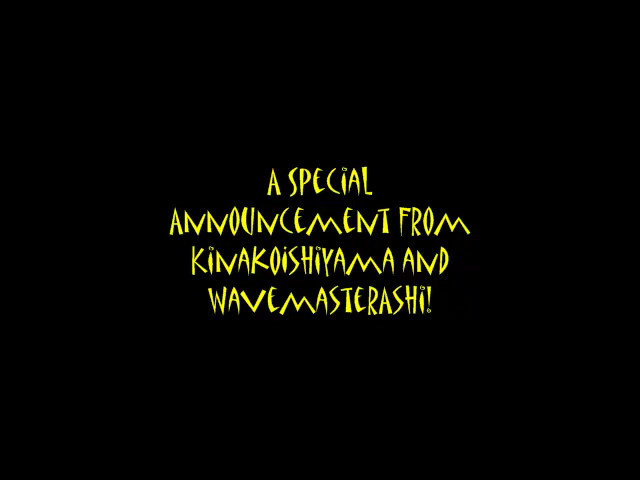 A SPECIAL
ANNOUNCEMENT FROM
KiNAKOiSHiYAMA AND
WAVEMASTERASHi!